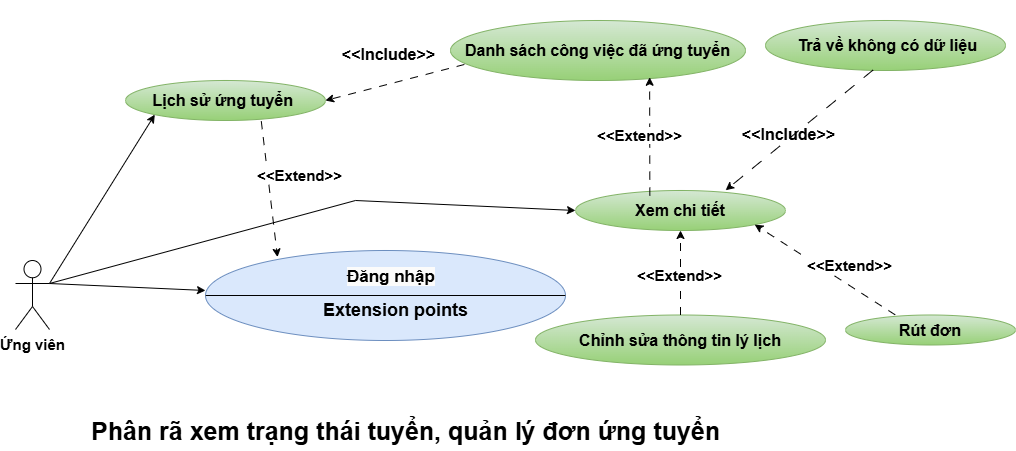 Danh sách công việc đã ứng tuyển
Trả về không có dữ liệu
<<Include>>
Lịch sử ứng tuyển
<<Extend>>
<<Include>>
<<Extend>>
Xem chi tiết
Đăng nhập
Extension points
<<Extend>>
<<Extend>>
Ứng viên
Chỉnh sửa thông tin lý lịch
Rút đơn
Phân rã xem trạng thái tuyển, quản lý đơn ứng tuyển